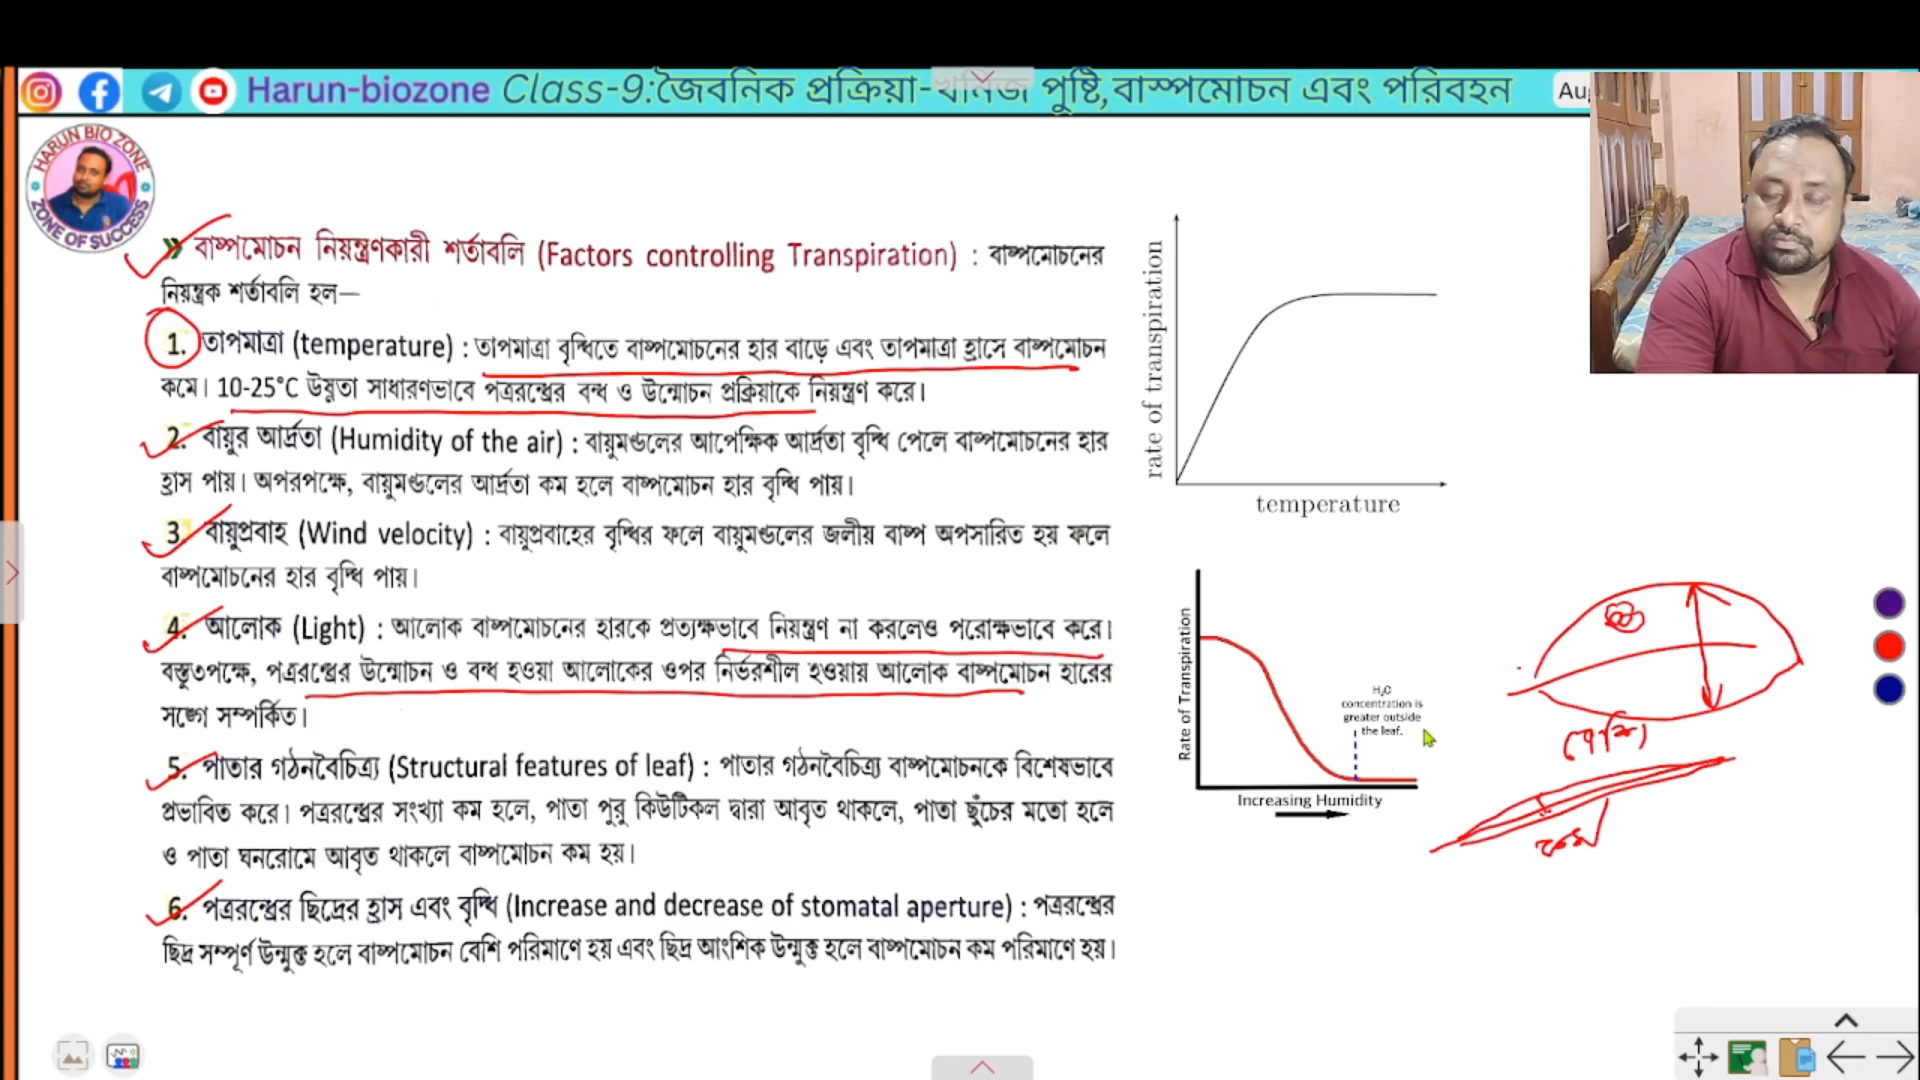 Harun-biozone Class-9:জৈবনিক প্রক্রিয়া-খনিজ পুষ্টি,বাস্পমোচন এবং পরিবহন
Au
HARUN BIO ZONE
ZONE OF SUCCESS
বাষ্পমোচন নিয়ন্ত্রণকারী শর্তাবলি (Factors controlling Transpiration) : বাষ্পমোচনের
নিয়ন্ত্রক শর্তাবলি হল—
1. তাপমাত্রা (temperature) : তাপমাত্রা বৃদ্ধিতে বাষ্পমোচনের হার বাড়ে এবং তাপমাত্রা হ্রাসে বাষ্পমোচন
কমে। 10-25°C উষ্ণতা সাধারণভাবে পত্ররন্ধ্রের বন্ধ ও উন্মোচন প্রক্রিয়াকে নিয়ন্ত্রণ করে।
2. বায়ুর আর্দ্রতা (Humidity of the air) : বায়ুমণ্ডলের আপেক্ষিক আর্দ্রতা বৃদ্ধি পেলে বাষ্পমোচনের হার
হ্রাস পায়। অপরপক্ষে, বায়ুমণ্ডলের আর্দ্রতা কম হলে বাষ্পমোচন হার বৃদ্ধি পায়।
3. বায়ুপ্রবাহ (Wind velocity) : বায়ুপ্রবাহের বৃদ্ধির ফলে বায়ুমণ্ডলের জলীয় বাষ্প অপসারিত হয় ফলে
বাষ্পমোচনের হার বৃদ্ধি পায়।
4. আলোক (Light) : আলোক বাষ্পমোচনের হারকে প্রত্যক্ষভাবে নিয়ন্ত্রণ না করলেও পরোক্ষভাবে করে।
বস্তুতপক্ষে, পত্ররন্ধ্রের উন্মোচন ও বন্ধ হওয়া আলোকের ওপর নির্ভরশীল হওয়ায় আলোক বাষ্পমোচন হারের
সঙ্গে সম্পর্কিত।
5. পাতার গঠনবৈচিত্র্য (Structural features of leaf) : পাতার গঠনবৈচিত্র্য বাষ্পমোচনকে বিশেষভাবে
প্রভাবিত করে। পত্ররন্ধ্রের সংখ্যা কম হলে, পাতা পুরু কিউটিকল দ্বারা আবৃত থাকলে, পাতা ছুঁচের মতো হলে
ও পাতা ঘনরোমে আবৃত থাকলে বাষ্পমোচন কম হয়।
6. পত্ররন্ধ্রের ছিদ্রের হ্রাস এবং বৃদ্ধি (Increase and decrease of stomatal aperture) : পত্ররন্ধ্রের
ছিদ্র সম্পূর্ণ উন্মুক্ত হলে বাষ্পমোচন বেশি পরিমাণে হয় এবং ছিদ্র আংশিক উন্মুক্ত হলে বাষ্পমোচন কম পরিমাণে হয়।
rate of transpiration
temperature
Rate of Transpiration
H₂O
concentration is
greater outside
the leaf.
Increasing Humidity